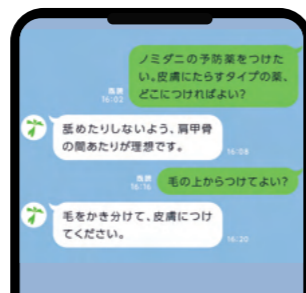 ノミダニの予防薬をつけた
い。皮膚にたらすタイプの薬、
どこにつければよい?
既読
16:02
舐めたりしないよう、肩甲骨
の間あたりが理想です。
16:08
既読
16:16
毛の上からつけてよい?
毛をかき分けて、皮膚につけ
てください。
16:20